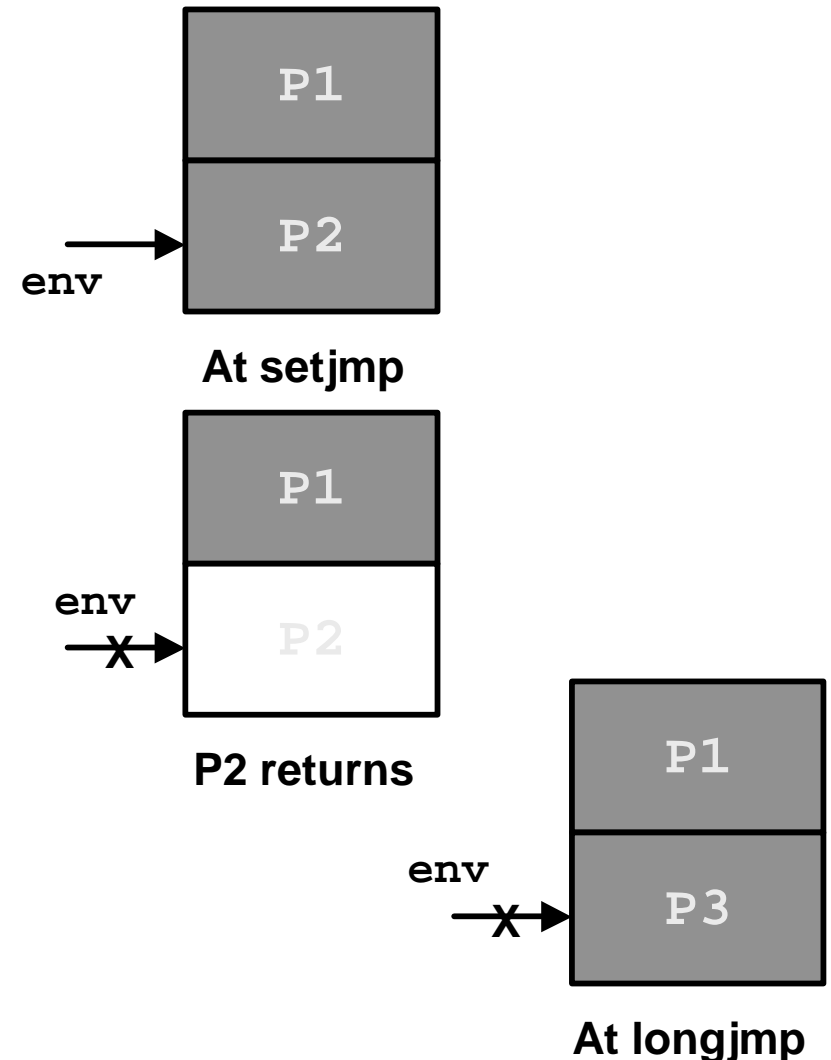 P1
P2
env
At setjmp
P1
env
X
P2
P2 returns
P1
env
X
P3
At longjmp